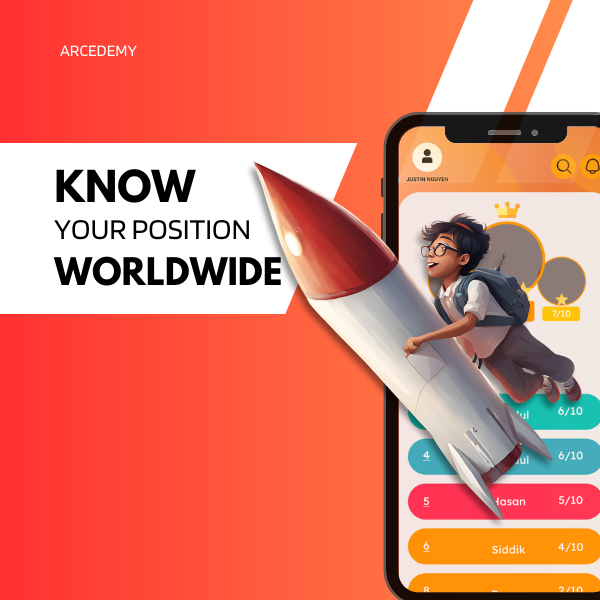 ARCEDEMY
KNOW
YOUR POSITION
WORLDWIDE
JUSTIN NGUYEN
7/10
6/10
4
6/10
5
Hasan
5/10
6
Siddik
4/10
8
2/10